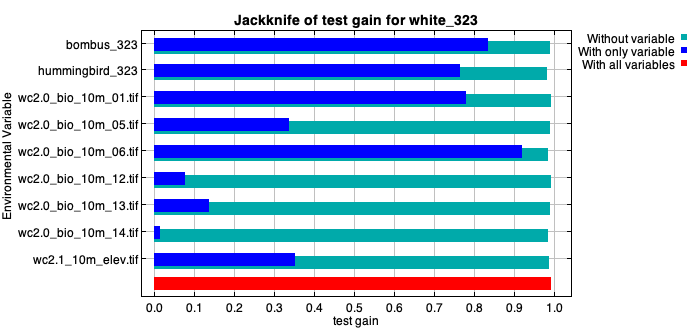 Jackknife of test gain for white_323
Without variable
With only variable
With all variables
Environmental Variable
bombus_323
hummingbird_323
wc2.0_bio_10m_01.tif
wc2.0_bio_10m_05.tif
wc2.0_bio_10m_06.tif
wc2.0_bio_10m_12.tif
wc2.0_bio_10m_13.tif
wc2.0_bio_10m_14.tif
wc2.1_10m_elev.tif
0.0 0.1 0.2 0.3 0.4 0.5 0.6 0.7 0.8 0.9 1.0
test gain